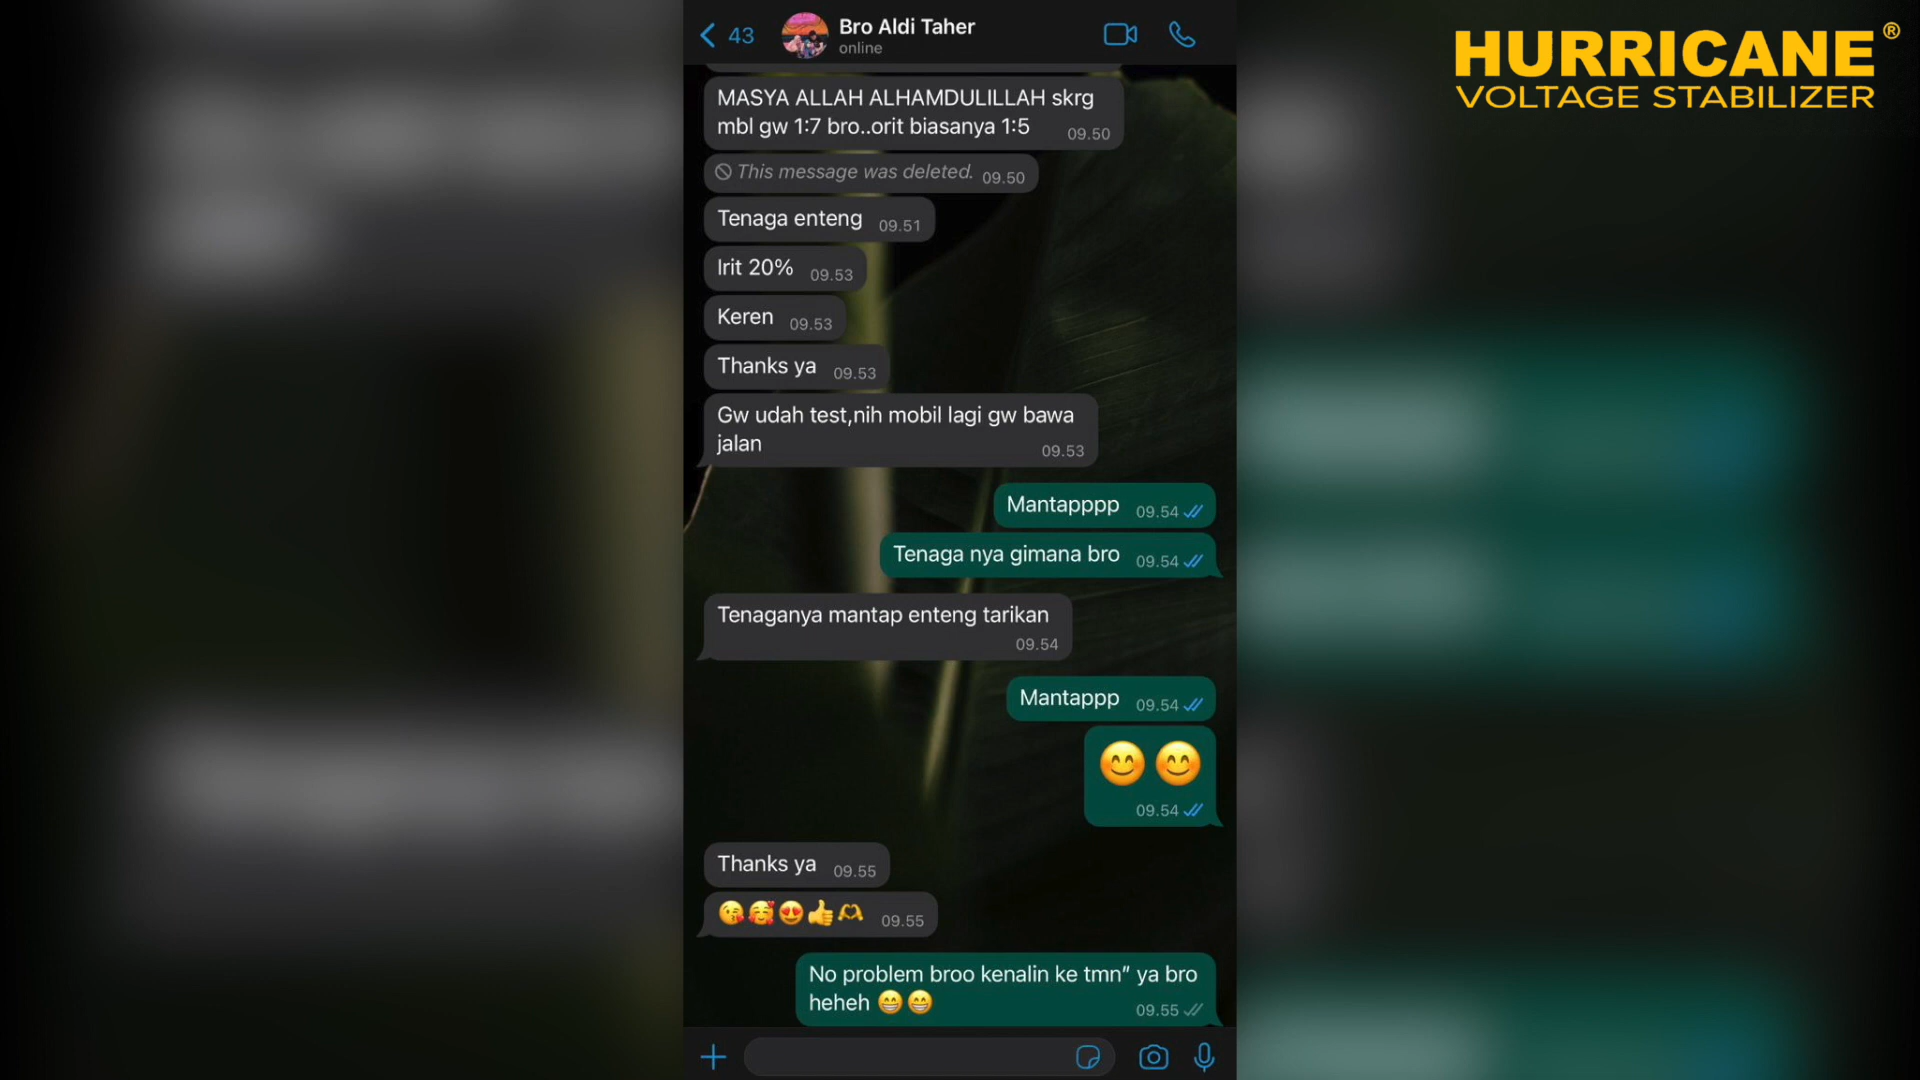 43
Bro Aldi Taher
online
HURRICANE®
VOLTAGE STABILIZER
MASYA ALLAH ALHAMDULILLAH skrg
mbl gw 1:7 bro..orit biasanya 1:5 09.50
This message was deleted. 09.50
Tenaga enteng 09.51
Irit 20% 09.53
Keren 09.53
Thanks ya 09.53
Gw udah test,nih mobil lagi gw bawa
jalan 09.53
Mantapppp 09.54
Tenaga nya gimana bro 09.54
Tenaganya mantap enteng tarikan
09.54
Mantappp 09.54
😊😊
09.54
Thanks ya 09.55
😘🥰😍👍🫶 09.55
No problem broo kenalin ke tmn” ya bro
heheh 😁😁 09.55